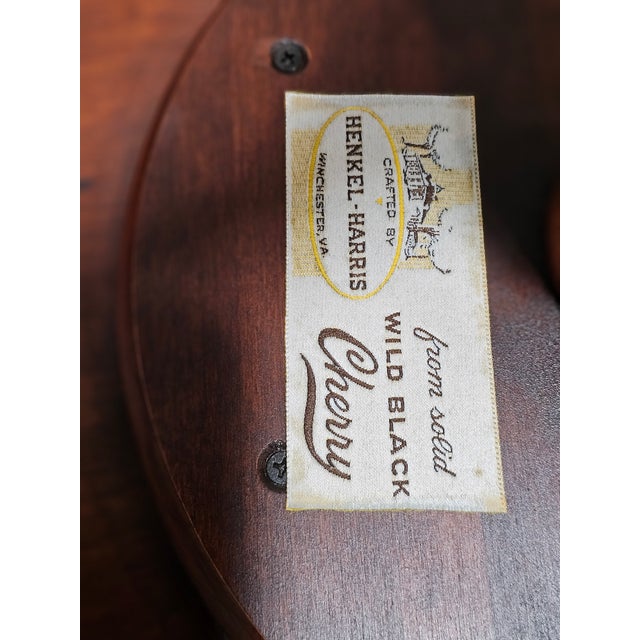 CRAFTED BY
HENKEL-HARRIS
WINCHESTER, VA.
from solid
WILD BLACK
Cherry